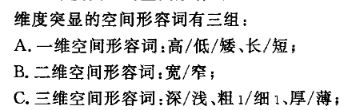 维度突显的空间形容词有三组:
A. 一维空间形容词:高/低/矮、长/短;
B. 二维空间形容词:宽/窄;
C. 三维空间形容词:深/浅、粗1/细1、厚/薄;